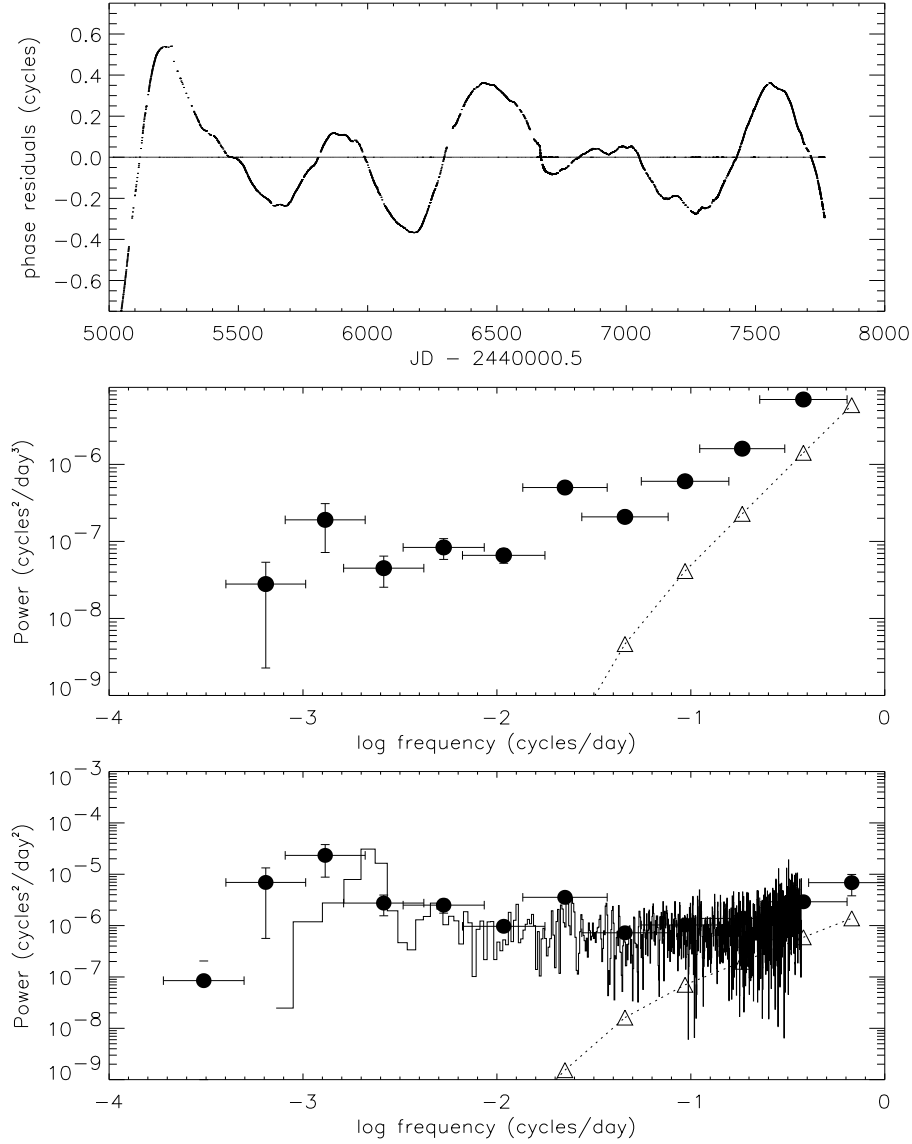 phase residuals (cycles)
0.6
0.4
0.2
0.0
−0.2
−0.4
−0.6
5000 5500 6000 6500 7000 7500 8000
JD − 2440000.5
Power (cycles²/day³)
10⁻⁶
10⁻⁷
10⁻⁸
10⁻⁹
−4 −3 −2 −1 0
log frequency (cycles/day)
Power (cycles²/day²)
10⁻³
10⁻⁴
10⁻⁵
10⁻⁶
10⁻⁷
10⁻⁸
10⁻⁹
−4 −3 −2 −1 0
log frequency (cycles/day)